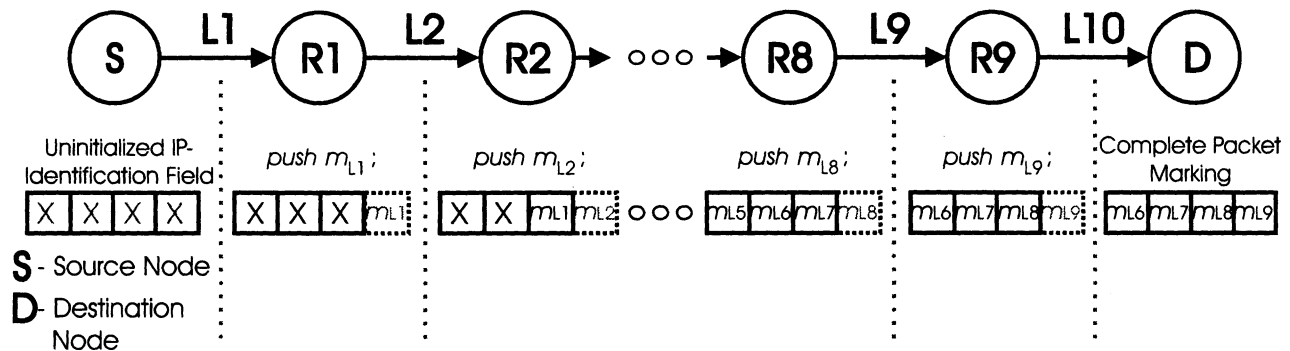 S L1 R1 L2 R2 ooo R8 L9 R9 L10 D
Uninitialized IP-
Identification Field
push mL1;
push mL2;
push mL8;
push mL9;
Complete Packet
Marking
X X X X
X X X mL1
X X mL1 mL2
ooo
mL5 mL6 mL7 mL8
mL6 mL7 mL8 mL9
mL6 mL7 mL8 mL9
S - Source Node
D - Destination
Node